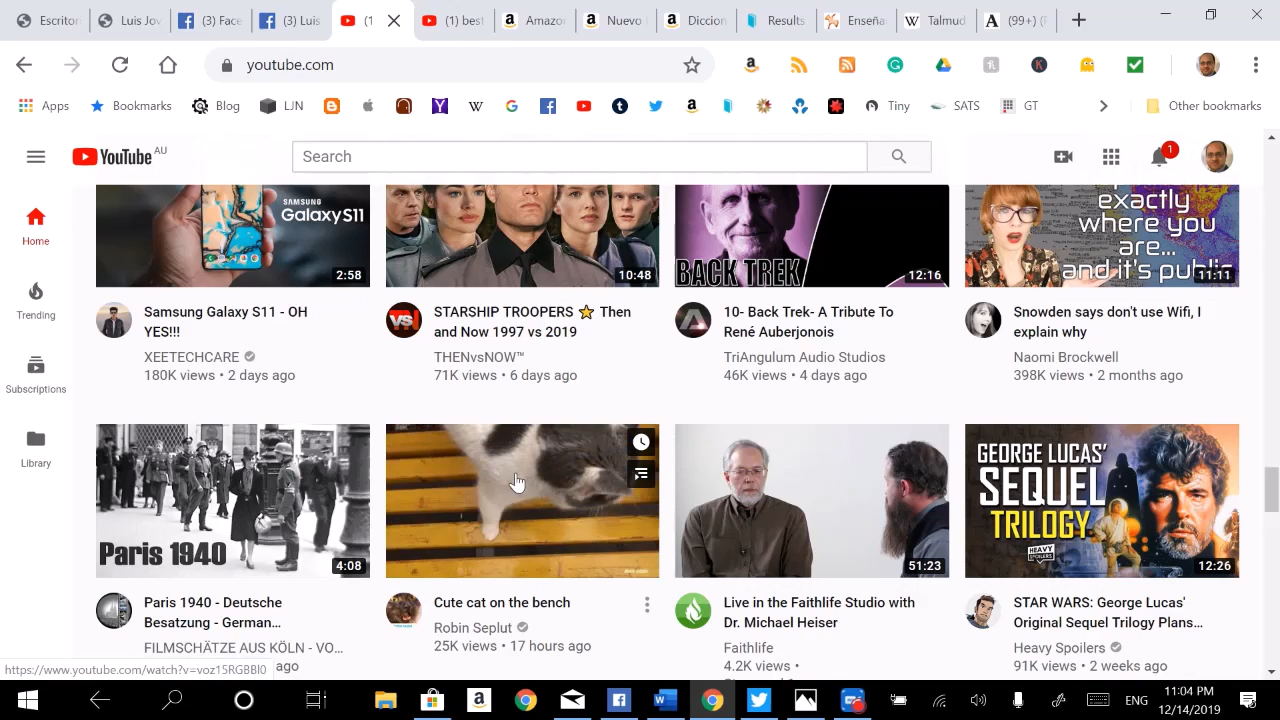 Escritori
Luis Jov
(3) Face
(3) Luis
(1
(1) best
Amazor
Nuevo
Diccion
Results
Enseña
Talmud
(99+) (F
youtube.com
Apps
Bookmarks
Blog
LJN
Tiny
SATS
GT
Other bookmarks
YouTube AU
Search
1
SAMSUNG
Galaxy S11
BACK TREK
exactly
where you
are...
and it's public
2:58
10:48
12:16
11:11
Samsung Galaxy S11 - OH
YES!!!
XEETECHCARE
180K views • 2 days ago
STARSHIP TROOPERS ⭐ Then
and Now 1997 vs 2019
THENvsNOW™
71K views • 6 days ago
10- Back Trek- A Tribute To
René Auberjonois
TriAngulum Audio Studios
46K views • 4 days ago
Snowden says don't use Wifi, I
explain why
Naomi Brockwell
398K views • 2 months ago
Home
Trending
Subscriptions
Library
Paris 1940
4:08
51:23
GEORGE LUCAS'
SEQUEL
TRILOGY
HEAVY
SPOILERS
12:26
Paris 1940 - Deutsche
Besatzung - German...
FILMSCHÄTZE AUS KÖLN - VO...
ago
Cute cat on the bench
Robin Seplut
25K views • 17 hours ago
Live in the Faithlife Studio with
Dr. Michael Heiser
Faithlife
4.2K views •
STAR WARS: George Lucas'
Original Sequel Trilogy Plans...
Heavy Spoilers
91K views • 2 weeks ago
https://www.youtube.com/watch?v=voz15RGBBI0
ENG
11:04 PM
12/14/2019